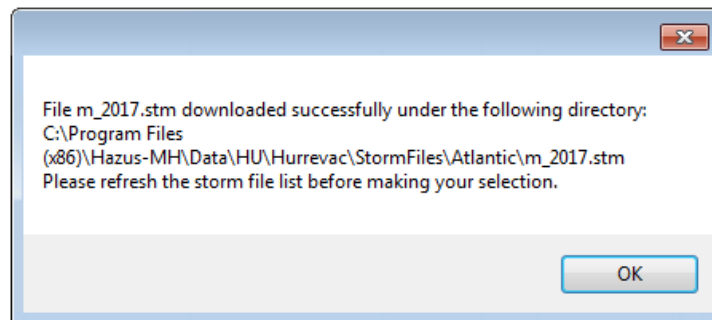 File m_2017.stm downloaded successfully under the following directory:
C:\Program Files
(x86)\Hazus-MH\Data\HU\Hurrevac\StormFiles\Atlantic\m_2017.stm
Please refresh the storm file list before making your selection.
OK